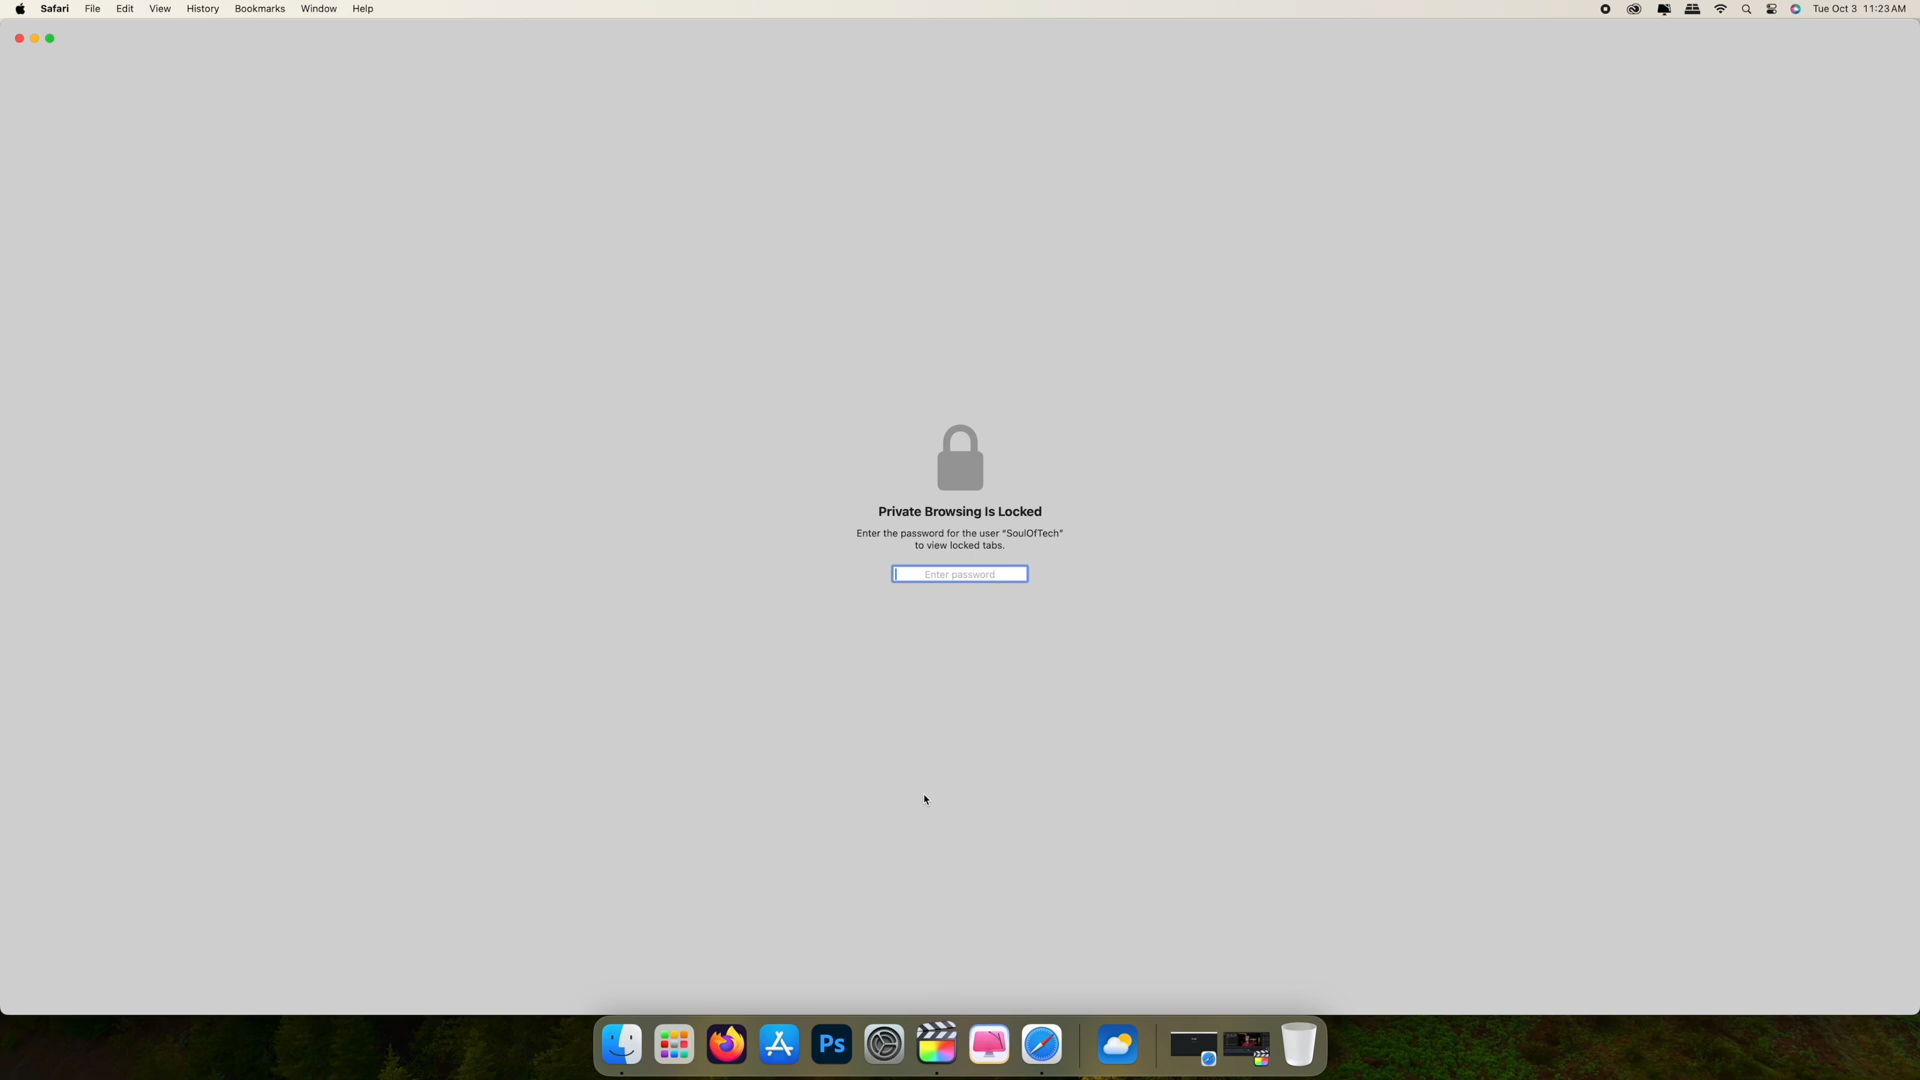 Safari File Edit View History Bookmarks Window Help Tue Oct 3 11:23 AM
Private Browsing Is Locked
Enter the password for the user “SoulOfTech”
to view locked tabs.
Enter password
Ps